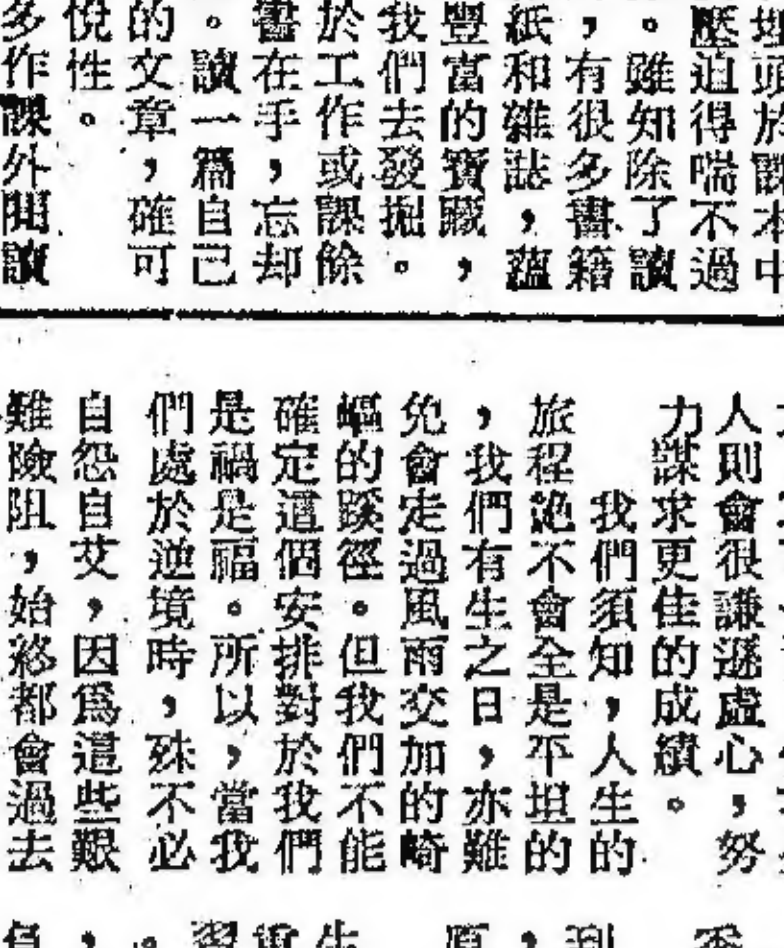 埋頭於課本中
壓迫得喘不過
。雖知除了讀
，有很多書籍
紙和雜誌，蘊
豐富的寶藏，
我們去發掘。
於工作或課餘
。書在手，忘却
讀一篇自己
的文章，確可
悅性。
多作課外閱讀
人則會很謙遜虛心，努
力謀求更佳的成績。
我們須知，人生的
旅程絕不會全是平坦的
，我們有生之日，亦難
免會走過風雨交加的崎
嶇的蹊徑。但我們不能
確定這個安排對於我們
是禍是福。所以，當我
們處於逆境時，殊不必
自怨自艾，因爲這些艱
難險阻，始終都會過去